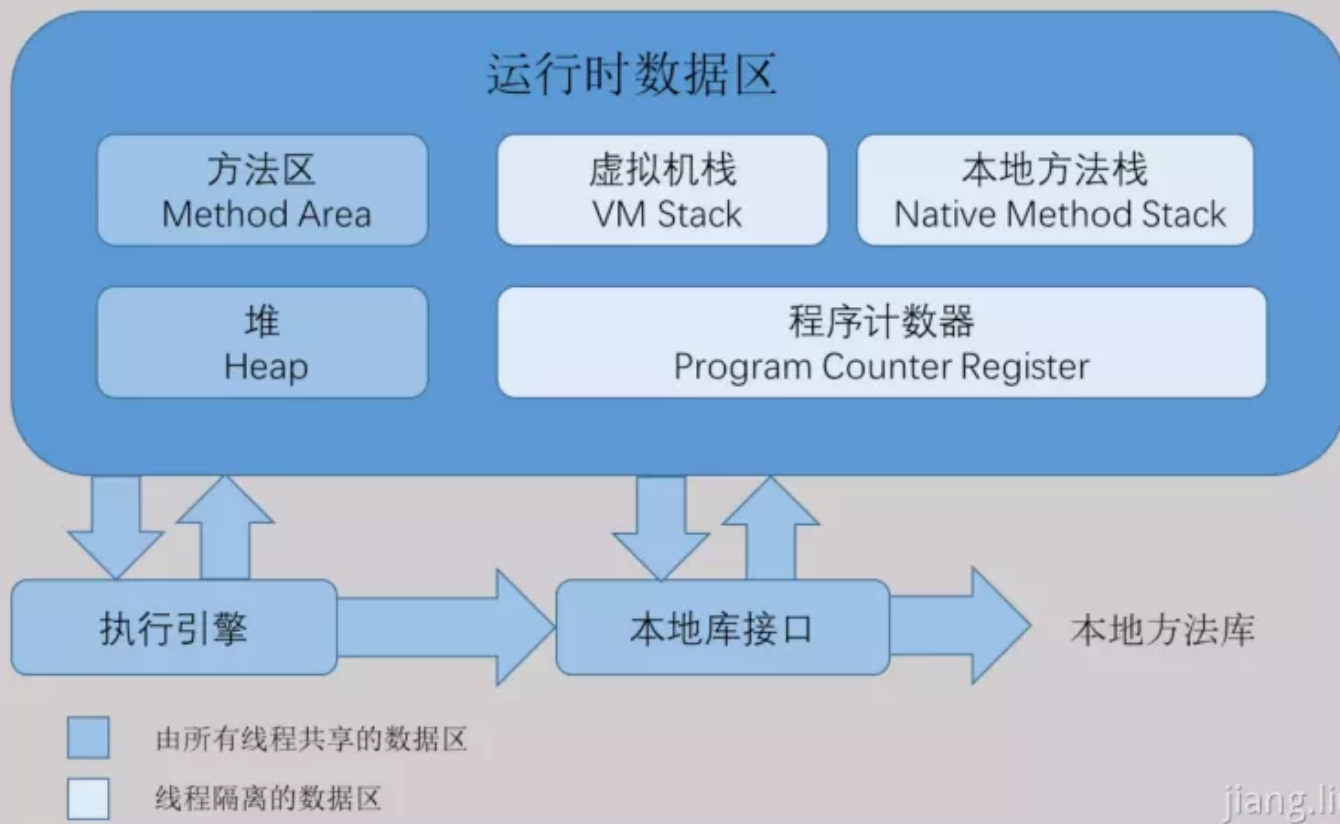 运行时数据区
方法区
Method Area
虚拟机栈
VM Stack
本地方法栈
Native Method Stack
堆
Heap
程序计数器
Program Counter Register
执行引擎
本地库接口
本地方法库
由所有线程共享的数据区
线程隔离的数据区